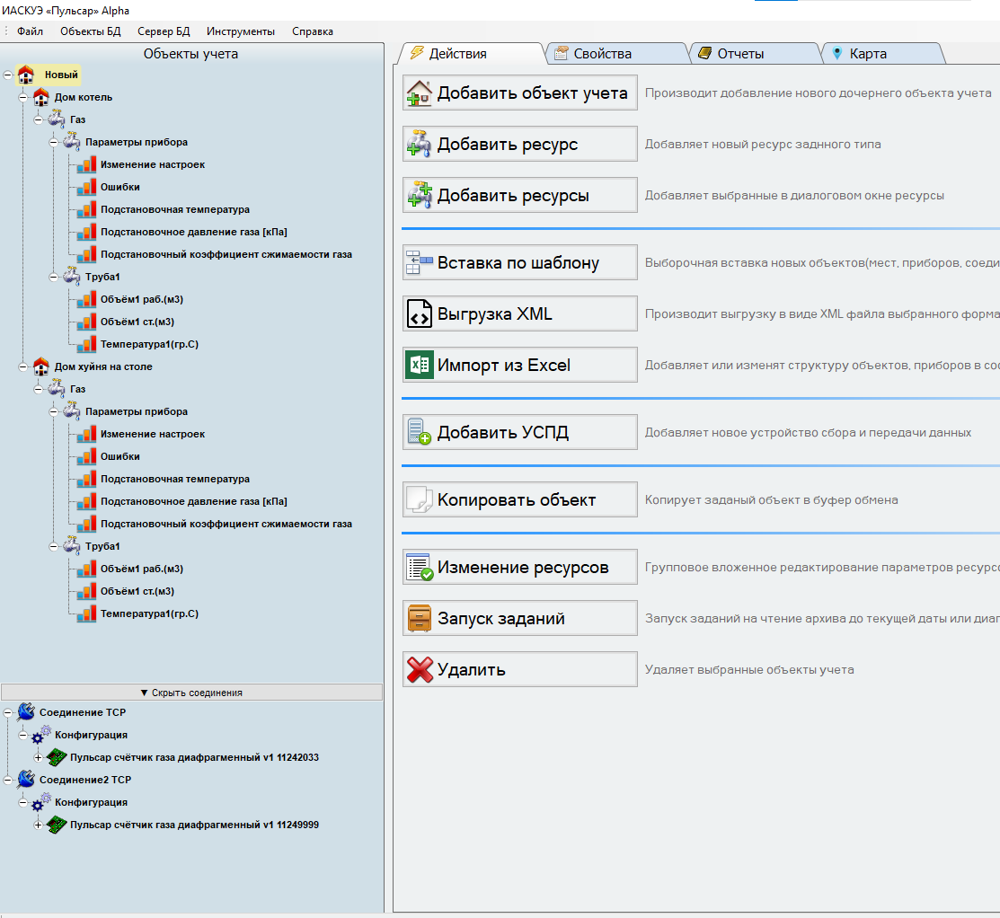 ИАСКУЭ «Пульсар» Alpha
Файл Объекты БД Сервер БД Инструменты Справка
Объекты учета
Новый
Дом котель
Газ
Параметры прибора
Изменение настроек
Ошибки
Подстановочная температура
Подстановочное давление газа [кПа]
Подстановочный коэффициент сжимаемости газа
Труба1
Объём1 раб.(м3)
Объём1 ст.(м3)
Температура1(гр.С)
Дом хуйня на столе
Газ
Параметры прибора
Изменение настроек
Ошибки
Подстановочная температура
Подстановочное давление газа [кПа]
Подстановочный коэффициент сжимаемости газа
Труба1
Объём1 раб.(м3)
Объём1 ст.(м3)
Температура1(гр.С)
▼ Скрыть соединения
Соединение TCP
Конфигурация
Пульсар счётчик газа диафрагменный v1 11242033
Соединение2 TCP
Конфигурация
Пульсар счётчик газа диафрагменный v1 11249999
Действия Свойства Отчеты Карта
Добавить объект учета Производит добавление нового дочернего объекта учета
Добавить ресурс Добавляет новый ресурс заднного типа
Добавить ресурсы Добавляет выбранные в диалоговом окне ресурсы
Вставка по шаблону Выборочная вставка новых объектов(мест, приборов, соеди
Выгрузка XML Производит выгрузку в виде XML файла выбранного форма
Импорт из Excel Добавляет или изменят структуру объектов, приборов в соо
Добавить УСПД Добавляет новое устройство сбора и передачи данных
Копировать объект Копирует заданый объект в буфер обмена
Изменение ресурсов Групповое вложенное редактирование параметров ресурсо
Запуск заданий Запуск заданий на чтение архива до текущей даты или диап
Удалить Удаляет выбранные объекты учета